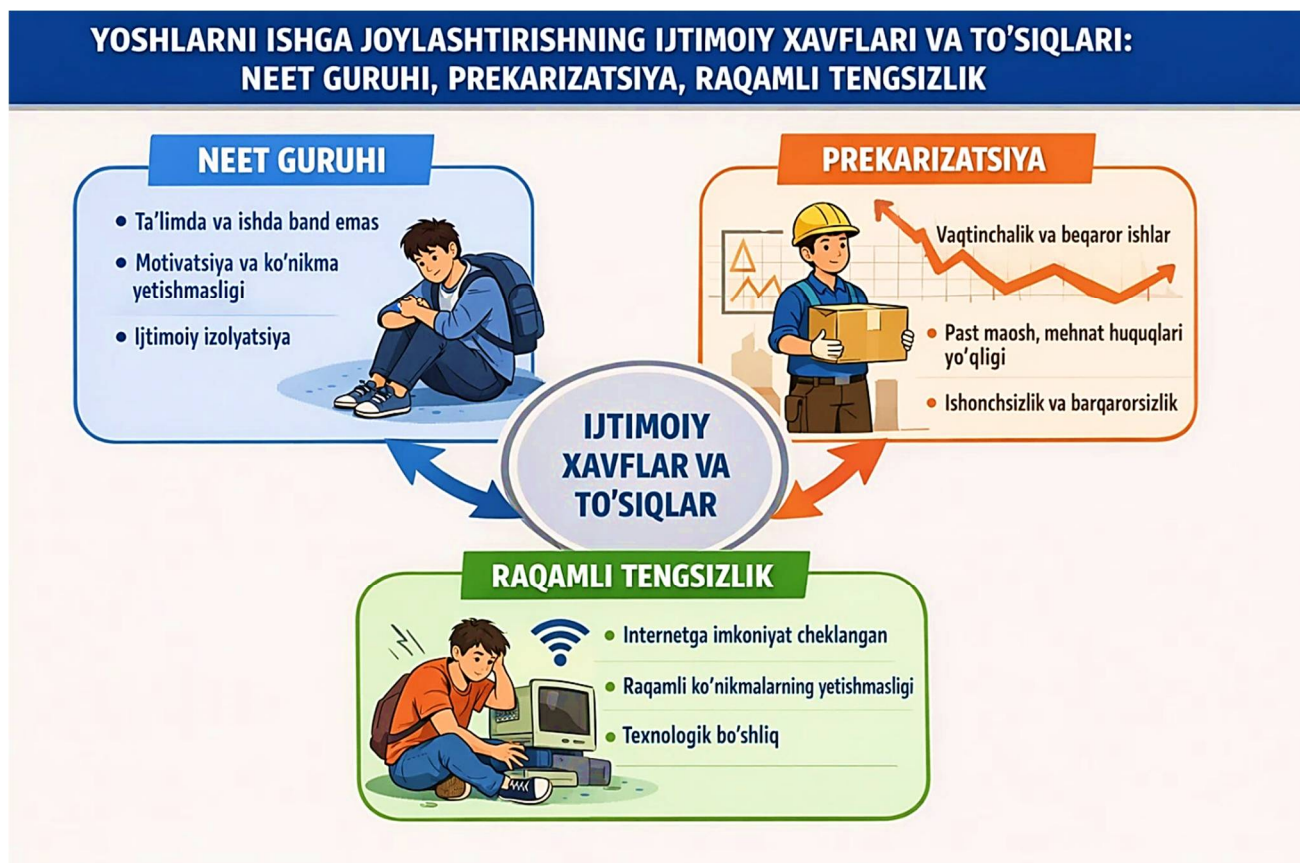 YOSHLARNI ISHGA JOYLASHTIRISHNING IJTIMOIY XAVFLARI VA TO'SIQLARI:
NEET GURUHI, PREKARIZATSIYA, RAQAMLI TENGSIZLIK
NEET GURUHI
• Ta'limda va ishda band emas
• Motivatsiya va ko'nikma
yetishmasligi
• Ijtimoiy izolyatsiya
PREKARIZATSIYA
Vaqtinchalik va beqaror ishlar
• Past maosh, mehnat huquqlari
yo'qligi
• Ishonchsizlik va barqarorsizlik
IJTIMOIY
XAVFLAR VA
TO'SIQLAR
RAQAMLI TENGSIZLIK
• Internetga imkoniyat cheklangan
• Raqamli ko'nikmalarning yetishmasligi
• Texnologik bo'shliq